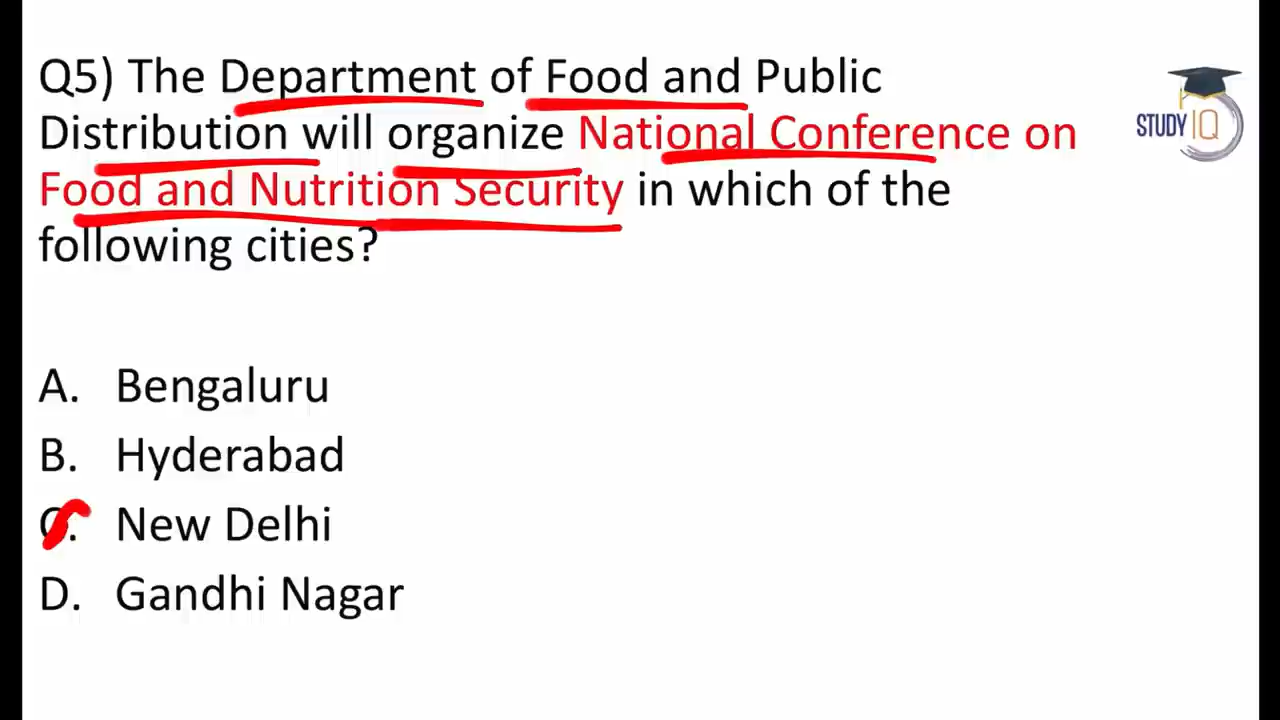 Q5) The Department of Food and Public
Distribution will organize National Conference on
Food and Nutrition Security in which of the
following cities?
STUDY IQ
A. Bengaluru
B. Hyderabad
C. New Delhi
D. Gandhi Nagar